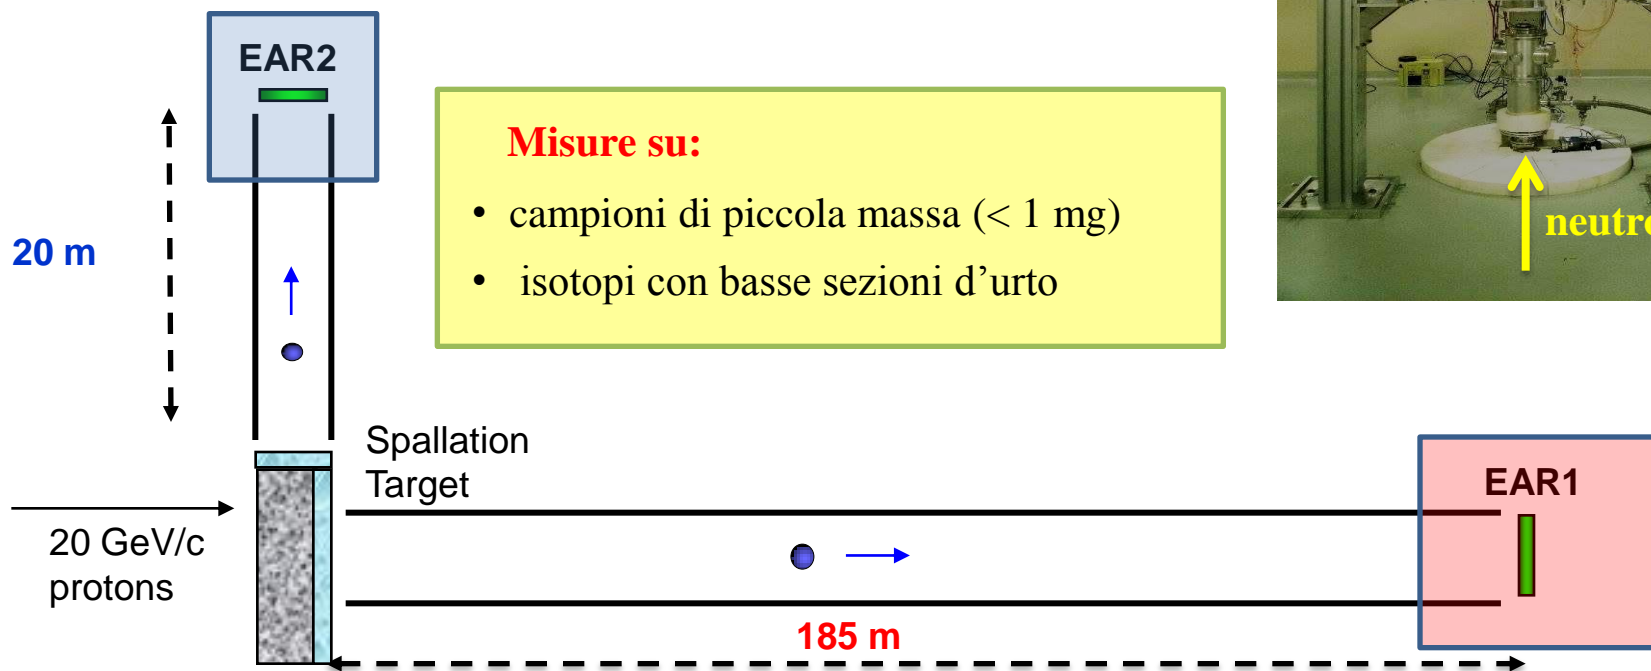 EAR2
Misure su:
• campioni di piccola massa (< 1 mg)
• isotopi con basse sezioni d’urto
20 m
Spallation
Target
EAR1
20 GeV/c
protons
185 m